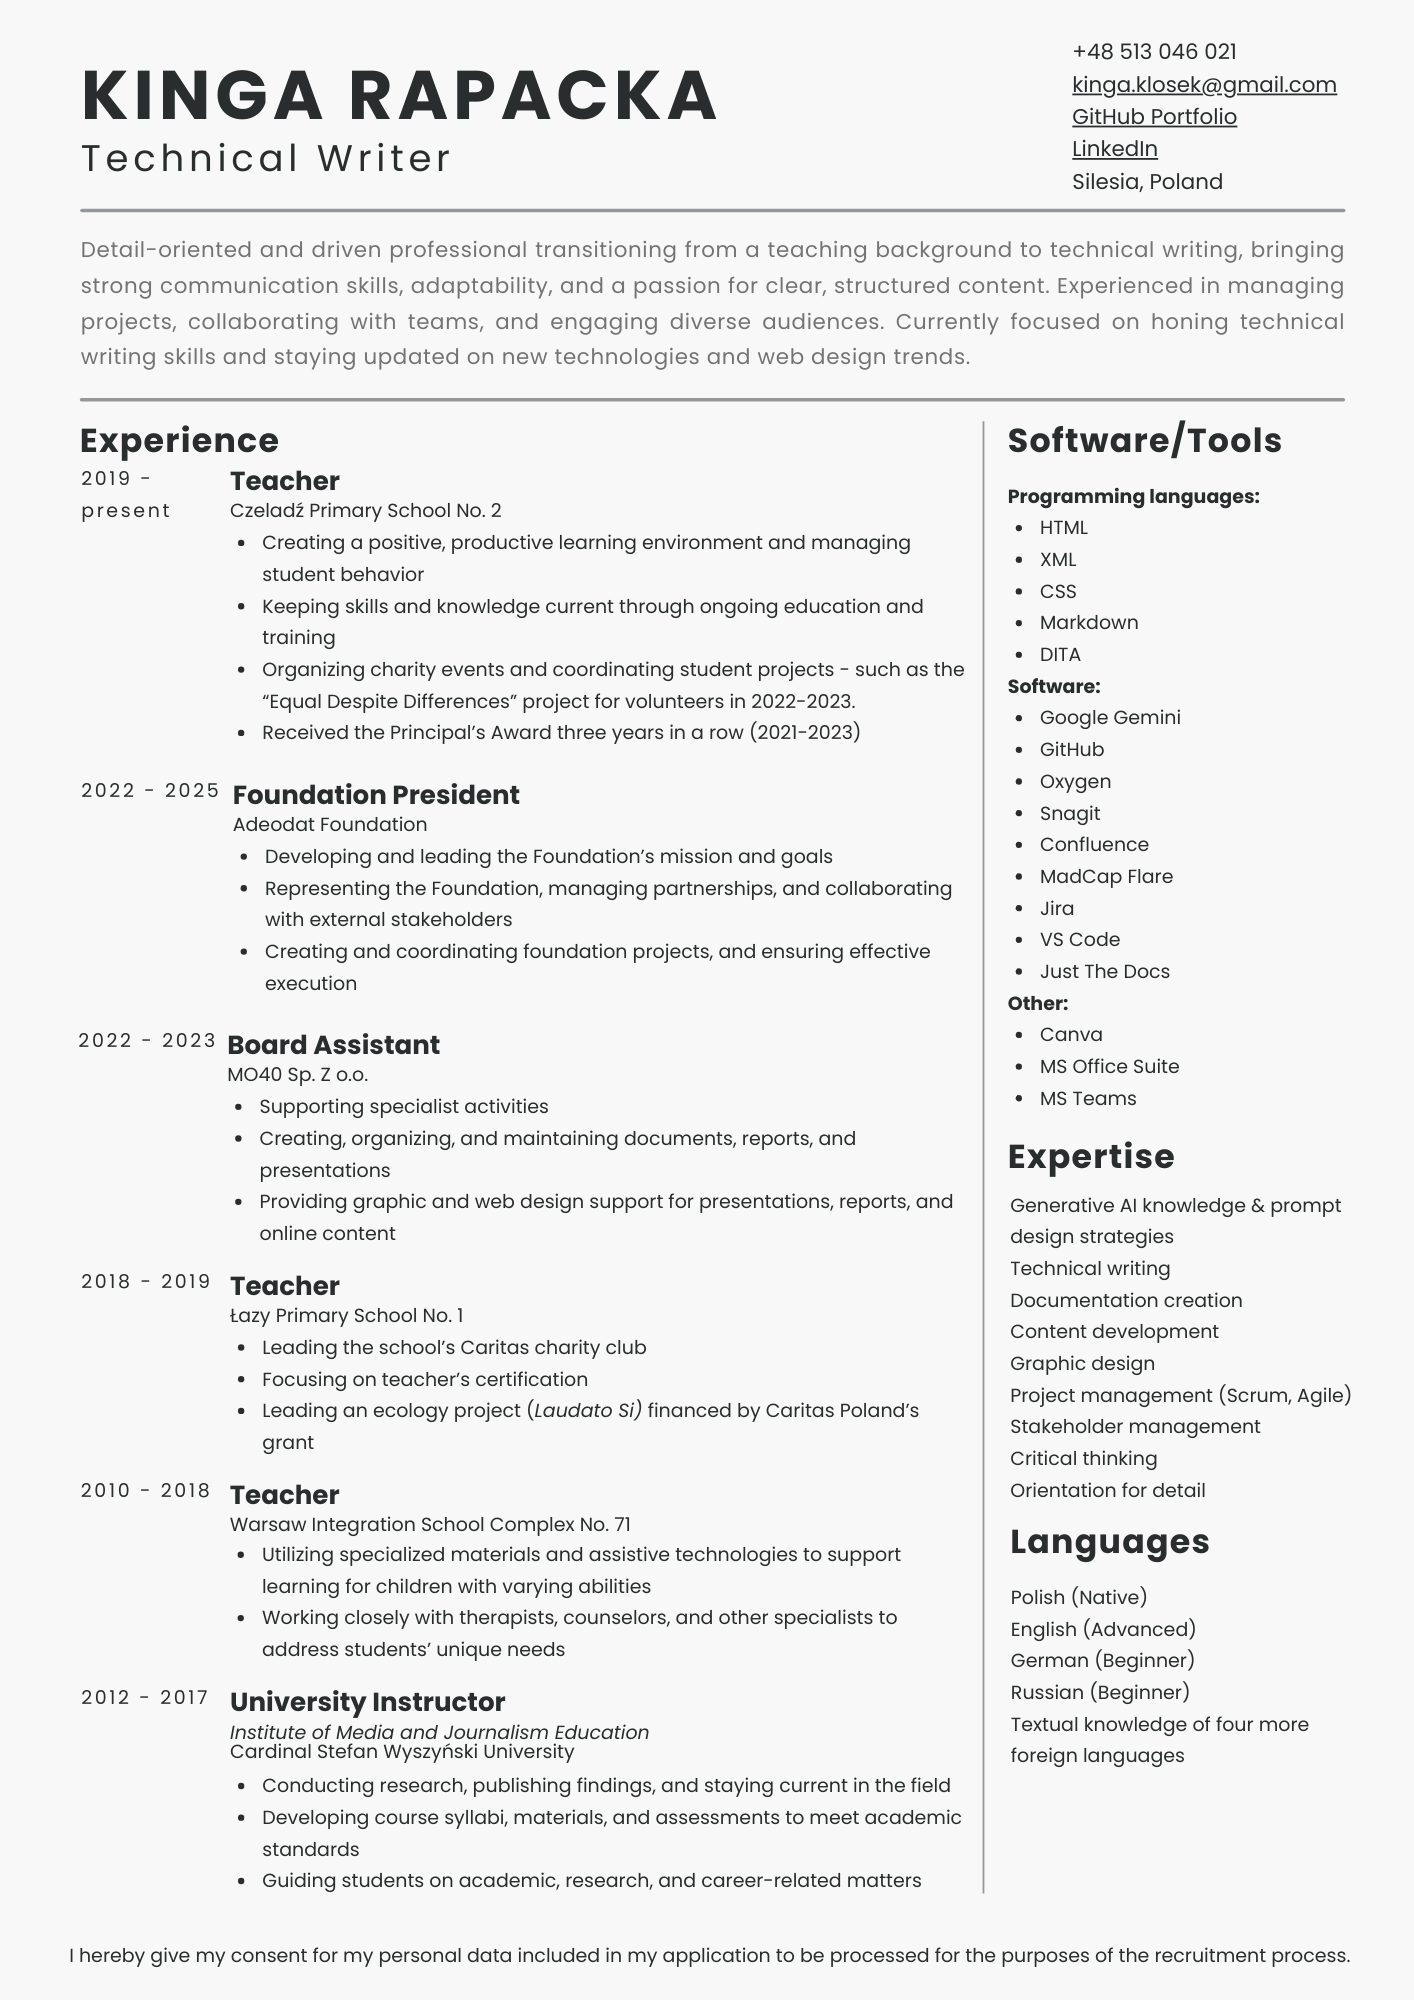 KINGA RAPACKA
Technical Writer
+48 513 046 021
kinga.klosek@gmail.com
GitHub Portfolio
LinkedIn
Silesia, Poland
Detail-oriented and driven professional transitioning from a teaching background to technical writing, bringing
strong communication skills, adaptability, and a passion for clear, structured content. Experienced in managing
projects, collaborating with teams, and engaging diverse audiences. Currently focused on honing technical
writing skills and staying updated on new technologies and web design trends.
Experience
2019 -
present
Teacher
Czeladź Primary School No. 2
• Creating a positive, productive learning environment and managing
student behavior
• Keeping skills and knowledge current through ongoing education and
training
• Organizing charity events and coordinating student projects - such as the
“Equal Despite Differences” project for volunteers in 2022-2023.
• Received the Principal’s Award three years in a row (2021-2023)
2022 - 2025
Foundation President
Adeodat Foundation
• Developing and leading the Foundation’s mission and goals
• Representing the Foundation, managing partnerships, and collaborating
with external stakeholders
• Creating and coordinating foundation projects, and ensuring effective
execution
2022 - 2023
Board Assistant
MO40 Sp. Z o.o.
• Supporting specialist activities
• Creating, organizing, and maintaining documents, reports, and
presentations
• Providing graphic and web design support for presentations, reports, and
online content
2018 - 2019
Teacher
Łazy Primary School No. 1
• Leading the school’s Caritas charity club
• Focusing on teacher’s certification
• Leading an ecology project (Laudato Si) financed by Caritas Poland’s
grant
2010 - 2018
Teacher
Warsaw Integration School Complex No. 71
• Utilizing specialized materials and assistive technologies to support
learning for children with varying abilities
• Working closely with therapists, counselors, and other specialists to
address students’ unique needs
2012 - 2017
University Instructor
Institute of Media and Journalism Education
Cardinal Stefan Wyszyński University
• Conducting research, publishing findings, and staying current in the field
• Developing course syllabi, materials, and assessments to meet academic
standards
• Guiding students on academic, research, and career-related matters
Software/Tools
Programming languages:
• HTML
• XML
• CSS
• Markdown
• DITA
Software:
• Google Gemini
• GitHub
• Oxygen
• Snagit
• Confluence
• MadCap Flare
• Jira
• VS Code
• Just The Docs
Other:
• Canva
• MS Office Suite
• MS Teams
Expertise
Generative AI knowledge & prompt
design strategies
Technical writing
Documentation creation
Content development
Graphic design
Project management (Scrum, Agile)
Stakeholder management
Critical thinking
Orientation for detail
Languages
Polish (Native)
English (Advanced)
German (Beginner)
Russian (Beginner)
Textual knowledge of four more
foreign languages
I hereby give my consent for my personal data included in my application to be processed for the purposes of the recruitment process.